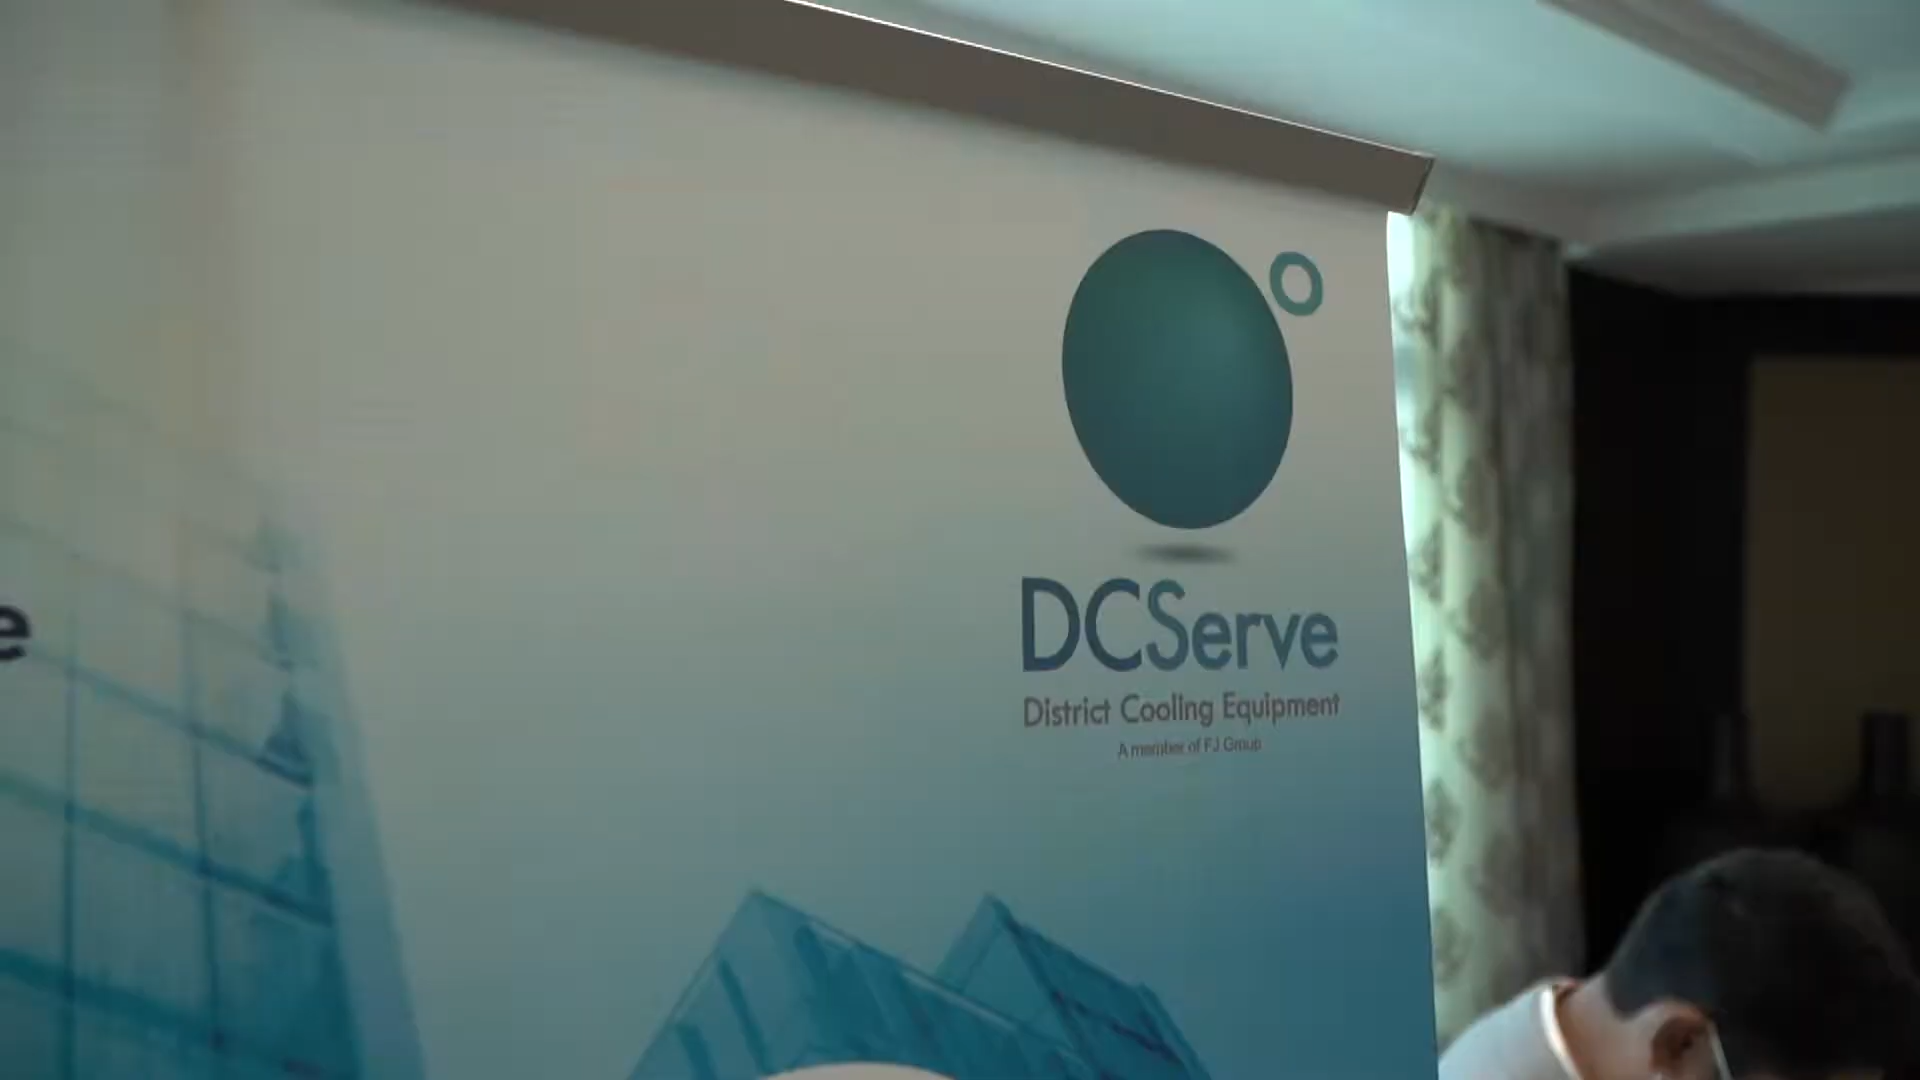 e
DCServe
District Cooling Equipment
A member of FJ Group